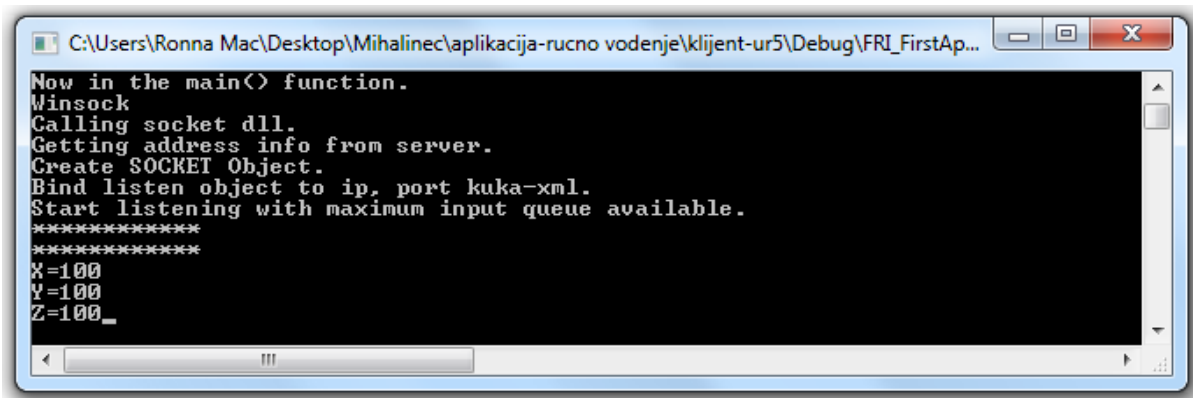 C:\Users\Ronna Mac\Desktop\Mihalinec\aplikacija-rucno vodenje\klijent-ur5\Debug\FRI_FirstAp...
Now in the main() function.
Winsock
Calling socket dll.
Getting address info from server.
Create SOCKET Object.
Bind listen object to ip, port kuka-xml.
Start listening with maximum input queue available.
************
************
X=100
Y=100
Z=100_